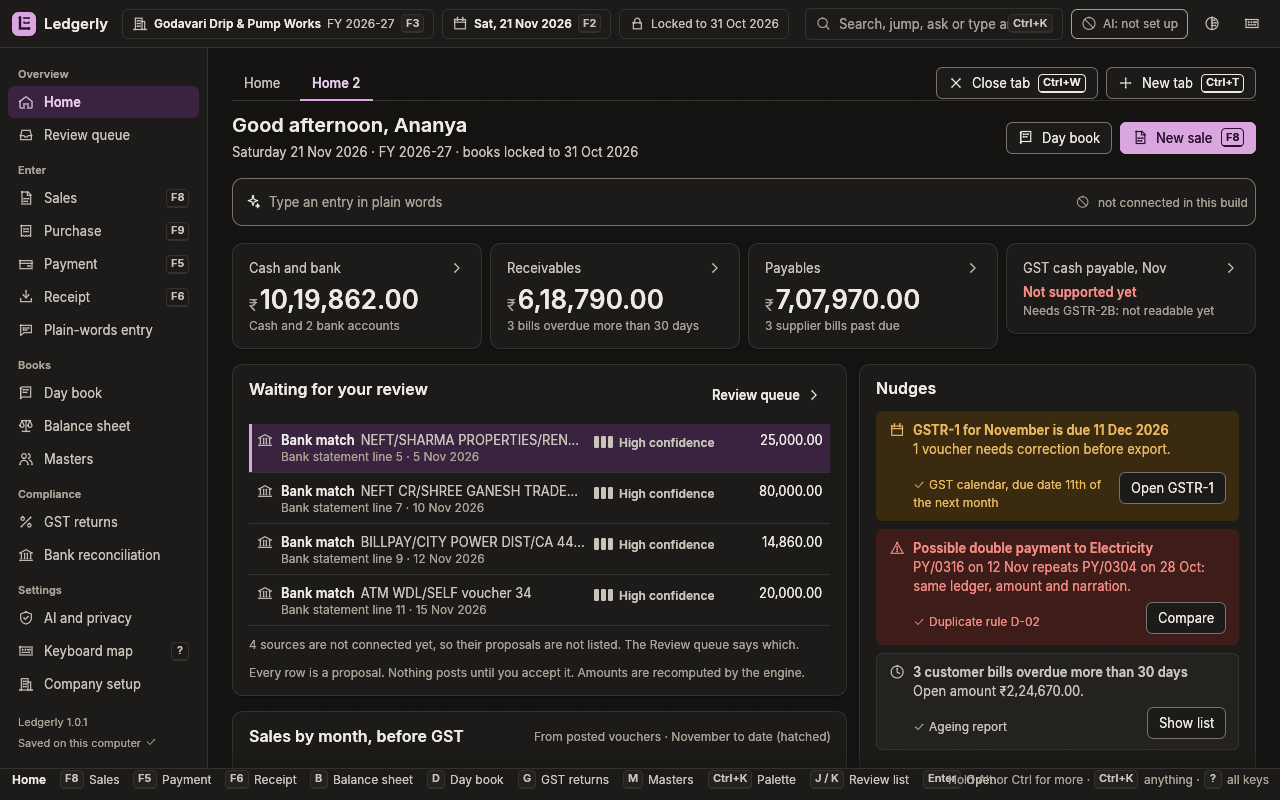 Ledgerly
Godavari Drip & Pump Works FY 2026-27 F3
Sat, 21 Nov 2026 F2
Locked to 31 Oct 2026
Search, jump, ask or type a Ctrl+K
AI: not set up
Overview
Home
Review queue
Enter
Sales F8
Purchase F9
Payment F5
Receipt F6
Plain-words entry
Books
Day book
Balance sheet
Masters
Compliance
GST returns
Bank reconciliation
Settings
AI and privacy
Keyboard map ?
Company setup
Ledgerly 1.0.1
Saved on this computer
Home
Home 2
Close tab Ctrl+W
New tab Ctrl+T
Good afternoon, Ananya
Saturday 21 Nov 2026 · FY 2026-27 · books locked to 31 Oct 2026
Day book
New sale F8
Type an entry in plain words
not connected in this build
Cash and bank
₹10,19,862.00
Cash and 2 bank accounts
Receivables
₹6,18,790.00
3 bills overdue more than 30 days
Payables
₹7,07,970.00
3 supplier bills past due
GST cash payable, Nov
Not supported yet
Needs GSTR-2B: not readable yet
Waiting for your review
Review queue
Bank match NEFT/SHARMA PROPERTIES/REN... High confidence 25,000.00
Bank statement line 5 · 5 Nov 2026
Bank match NEFT CR/SHREE GANESH TRADE... High confidence 80,000.00
Bank statement line 7 · 10 Nov 2026
Bank match BILLPAY/CITY POWER DIST/CA 44... High confidence 14,860.00
Bank statement line 9 · 12 Nov 2026
Bank match ATM WDL/SELF voucher 34 High confidence 20,000.00
Bank statement line 11 · 15 Nov 2026
4 sources are not connected yet, so their proposals are not listed. The Review queue says which.
Every row is a proposal. Nothing posts until you accept it. Amounts are recomputed by the engine.
Sales by month, before GST
From posted vouchers · November to date (hatched)
Nudges
GSTR-1 for November is due 11 Dec 2026
1 voucher needs correction before export.
✓ GST calendar, due date 11th of
the next month
Open GSTR-1
Possible double payment to Electricity
PY/0316 on 12 Nov repeats PY/0304 on 28 Oct:
same ledger, amount and narration.
✓ Duplicate rule D-02
Compare
3 customer bills overdue more than 30 days
Open amount ₹2,24,670.00.
✓ Ageing report
Show list
Home F8 Sales F5 Payment F6 Receipt B Balance sheet D Day book G GST returns M Masters Ctrl+K Palette J / K Review list Enter Open
or Ctrl for more · Ctrl+K anything · ? all keys